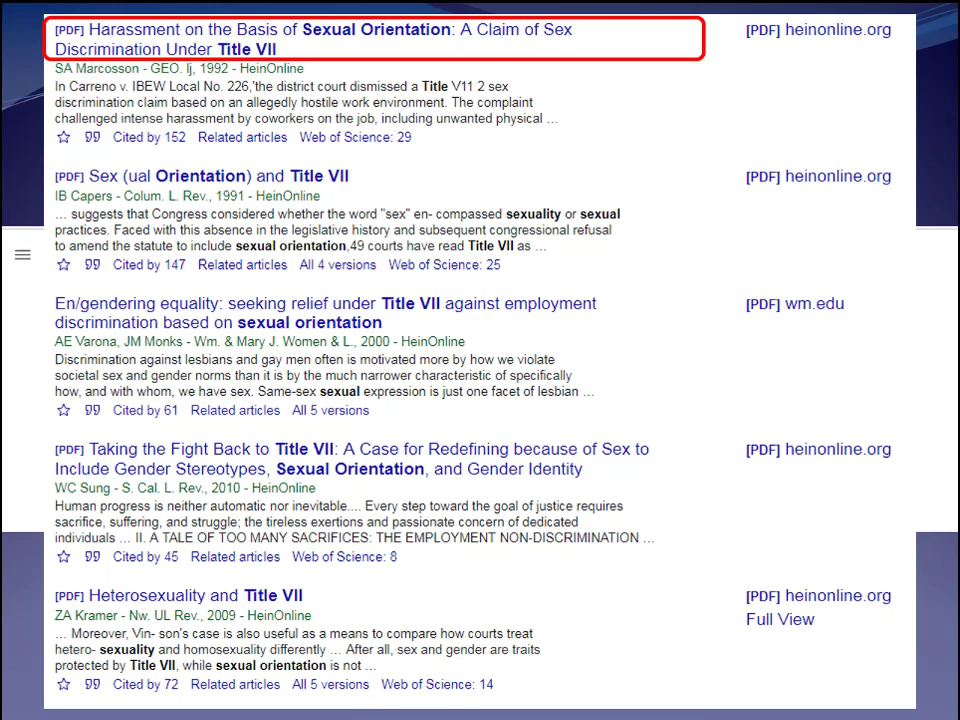 [PDF] Harassment on the Basis of Sexual Orientation: A Claim of Sex
Discrimination Under Title VII
[PDF] heinonline.org
SA Marcosson - GEO. lj, 1992 - HeinOnline
In Carreno v. IBEW Local No. 226,'the district court dismissed a Title V11 2 sex
discrimination claim based on an allegedly hostile work environment. The complaint
challenged intense harassment by coworkers on the job, including unwanted physical ...
Cited by 152 Related articles Web of Science: 29
[PDF] Sex (ual Orientation) and Title VII
[PDF] heinonline.org
IB Capers - Colum. L. Rev., 1991 - HeinOnline
... suggests that Congress considered whether the word "sex" en- compassed sexuality or sexual
practices. Faced with this absence in the legislative history and subsequent congressional refusal
to amend the statute to include sexual orientation,49 courts have read Title VII as ...
Cited by 147 Related articles All 4 versions Web of Science: 25
En/gendering equality: seeking relief under Title VII against employment
discrimination based on sexual orientation
[PDF] wm.edu
AE Varona, JM Monks - Wm. & Mary J. Women & L., 2000 - HeinOnline
Discrimination against lesbians and gay men often is motivated more by how we violate
societal sex and gender norms than it is by the much narrower characteristic of specifically
how, and with whom, we have sex. Same-sex sexual expression is just one facet of lesbian ...
Cited by 61 Related articles All 5 versions
[PDF] Taking the Fight Back to Title VII: A Case for Redefining because of Sex to
Include Gender Stereotypes, Sexual Orientation, and Gender Identity
[PDF] heinonline.org
WC Sung - S. Cal. L. Rev., 2010 - HeinOnline
Human progress is neither automatic nor inevitable.... Every step toward the goal of justice requires
sacrifice, suffering, and struggle; the tireless exertions and passionate concern of dedicated
individuals ... II. A TALE OF TOO MANY SACRIFICES: THE EMPLOYMENT NON-DISCRIMINATION ...
Cited by 45 Related articles Web of Science: 8
[PDF] Heterosexuality and Title VII
[PDF] heinonline.org
ZA Kramer - Nw. UL Rev., 2009 - HeinOnline
Full View
... Moreover, Vin- son's case is also useful as a means to compare how courts treat
hetero- sexuality and homosexuality differently ... After all, sex and gender are traits
protected by Title VII, while sexual orientation is not ...
Cited by 72 Related articles All 5 versions Web of Science: 14